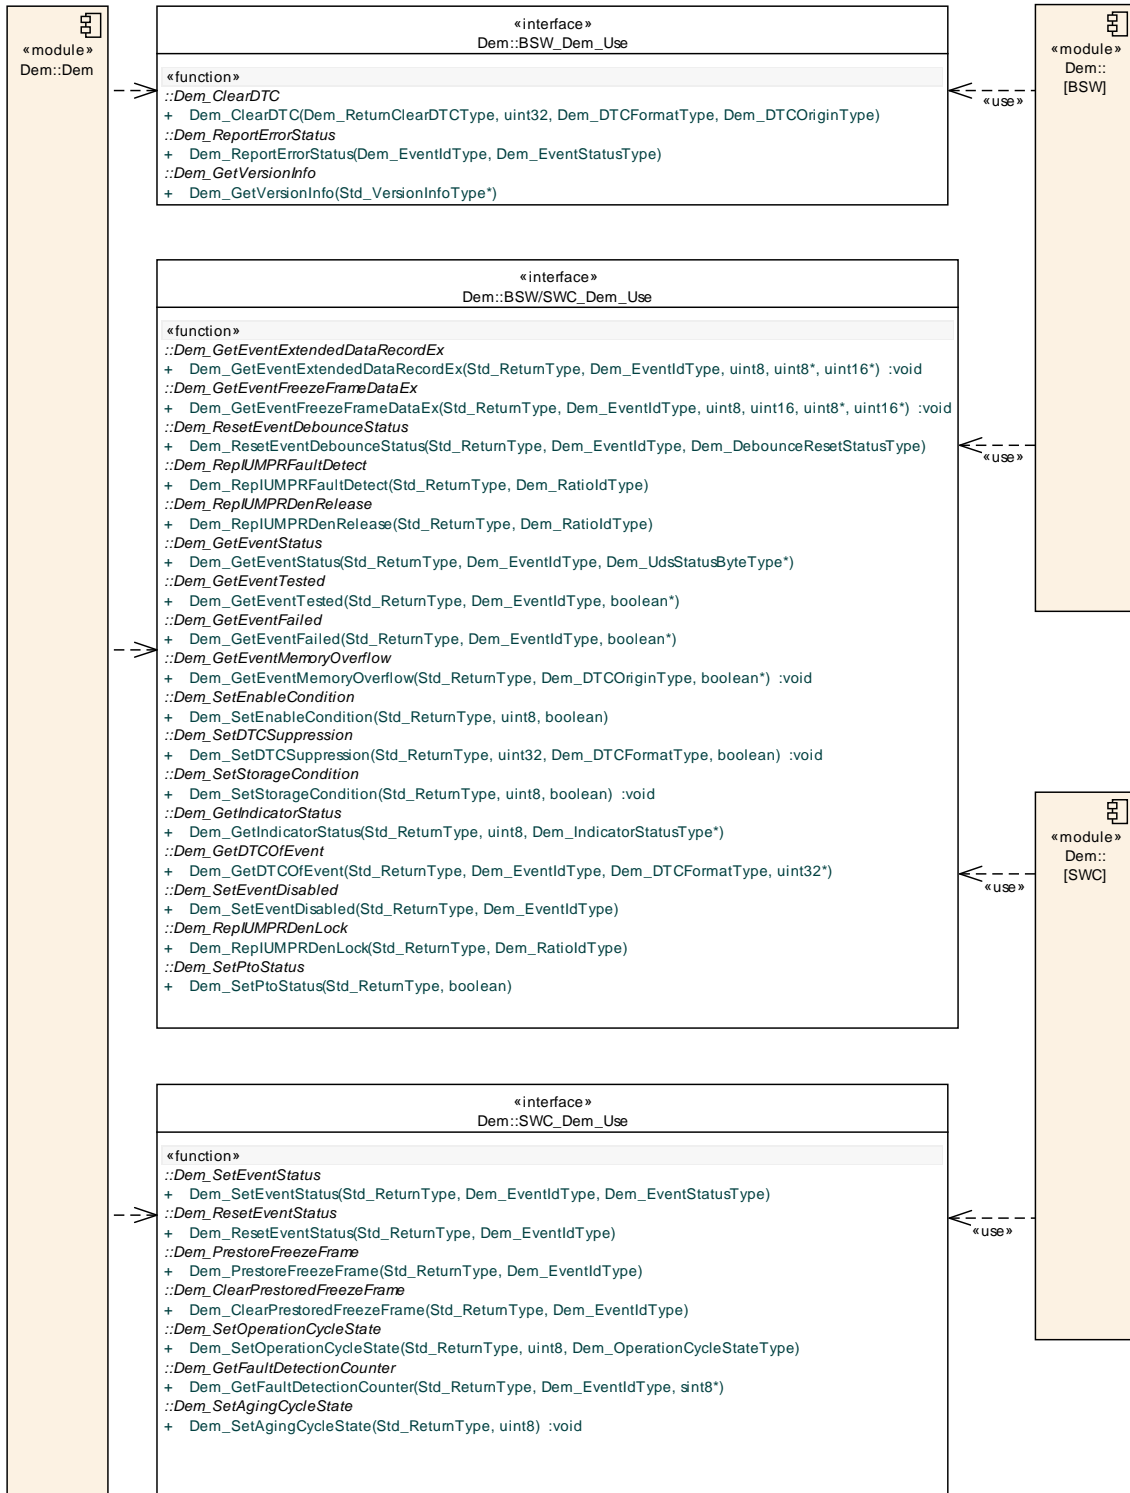 «module»
Dem::Dem
«interface»
Dem::BSW_Dem_Use
«function»
::Dem_ClearDTC
+ Dem_ClearDTC(Dem_ReturnClearDTCType, uint32, Dem_DTCFormatType, Dem_DTCOriginType)
::Dem_ReportErrorStatus
+ Dem_ReportErrorStatus(Dem_EventIdType, Dem_EventStatusType)
::Dem_GetVersionInfo
+ Dem_GetVersionInfo(Std_VersionInfoType*)
«use»
«module»
Dem::
[BSW]
«interface»
Dem::BSW/SWC_Dem_Use
«function»
::Dem_GetEventExtendedDataRecordEx
+ Dem_GetEventExtendedDataRecordEx(Std_ReturnType, Dem_EventIdType, uint8, uint8*, uint16*) :void
::Dem_GetEventFreezeFrameDataEx
+ Dem_GetEventFreezeFrameDataEx(Std_ReturnType, Dem_EventIdType, uint8, uint16, uint8*, uint16*) :void
::Dem_ResetEventDebounceStatus
+ Dem_ResetEventDebounceStatus(Std_ReturnType, Dem_EventIdType, Dem_DebounceResetStatusType)
::Dem_RepIUMPRFaultDetect
+ Dem_RepIUMPRFaultDetect(Std_ReturnType, Dem_RatioIdType)
::Dem_RepIUMPRDenRelease
+ Dem_RepIUMPRDenRelease(Std_ReturnType, Dem_RatioIdType)
::Dem_GetEventStatus
+ Dem_GetEventStatus(Std_ReturnType, Dem_EventIdType, Dem_UdsStatusByteType*)
::Dem_GetEventTested
+ Dem_GetEventTested(Std_ReturnType, Dem_EventIdType, boolean*)
::Dem_GetEventFailed
+ Dem_GetEventFailed(Std_ReturnType, Dem_EventIdType, boolean*)
::Dem_GetEventMemoryOverflow
+ Dem_GetEventMemoryOverflow(Std_ReturnType, Dem_DTCOriginType, boolean*) :void
::Dem_SetEnableCondition
+ Dem_SetEnableCondition(Std_ReturnType, uint8, boolean)
::Dem_SetDTCSuppression
+ Dem_SetDTCSuppression(Std_ReturnType, uint32, Dem_DTCFormatType, boolean) :void
::Dem_SetStorageCondition
+ Dem_SetStorageCondition(Std_ReturnType, uint8, boolean) :void
::Dem_GetIndicatorStatus
+ Dem_GetIndicatorStatus(Std_ReturnType, uint8, Dem_IndicatorStatusType*)
::Dem_GetDTCOfEvent
+ Dem_GetDTCOfEvent(Std_ReturnType, Dem_EventIdType, Dem_DTCFormatType, uint32*)
::Dem_SetEventDisabled
+ Dem_SetEventDisabled(Std_ReturnType, Dem_EventIdType)
::Dem_RepIUMPRDenLock
+ Dem_RepIUMPRDenLock(Std_ReturnType, Dem_RatioIdType)
::Dem_SetPtoStatus
+ Dem_SetPtoStatus(Std_ReturnType, boolean)
«use»
«use»
«module»
Dem::
[SWC]
«interface»
Dem::SWC_Dem_Use
«function»
::Dem_SetEventStatus
+ Dem_SetEventStatus(Std_ReturnType, Dem_EventIdType, Dem_EventStatusType)
::Dem_ResetEventStatus
+ Dem_ResetEventStatus(Std_ReturnType, Dem_EventIdType)
::Dem_PrestoreFreezeFrame
+ Dem_PrestoreFreezeFrame(Std_ReturnType, Dem_EventIdType)
::Dem_ClearPrestoredFreezeFrame
+ Dem_ClearPrestoredFreezeFrame(Std_ReturnType, Dem_EventIdType)
::Dem_SetOperationCycleState
+ Dem_SetOperationCycleState(Std_ReturnType, uint8, Dem_OperationCycleStateType)
::Dem_GetFaultDetectionCounter
+ Dem_GetFaultDetectionCounter(Std_ReturnType, Dem_EventIdType, sint8*)
::Dem_SetAgingCycleState
+ Dem_SetAgingCycleState(Std_ReturnType, uint8) :void
«use»